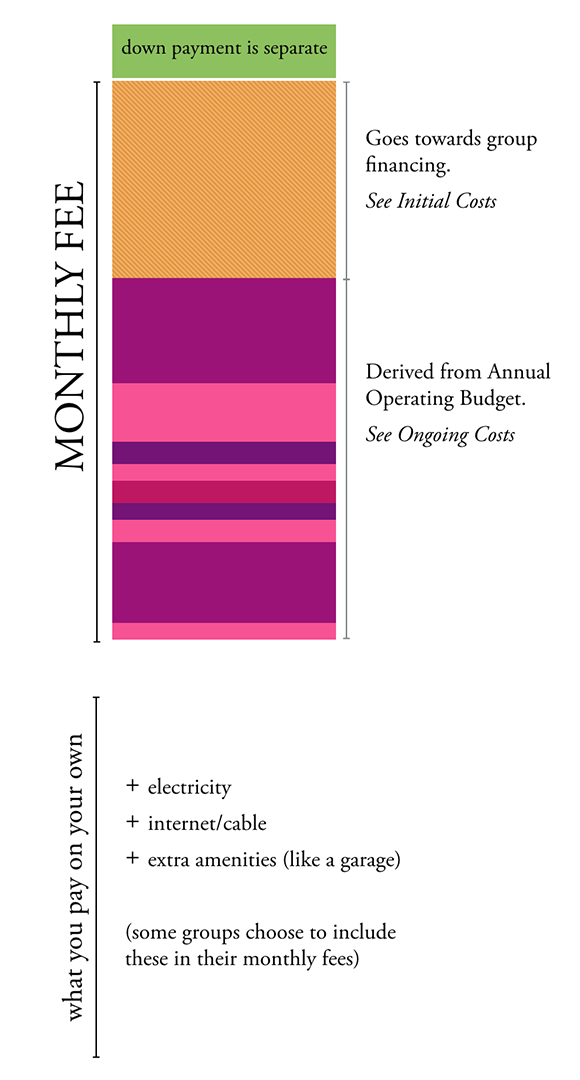 down payment is separate
MONTHLY FEE
Goes towards group
financing.
See Initial Costs
Derived from Annual
Operating Budget.
See Ongoing Costs
what you pay on your own
+ electricity
+ internet/cable
+ extra amenities (like a garage)
(some groups choose to include
these in their monthly fees)